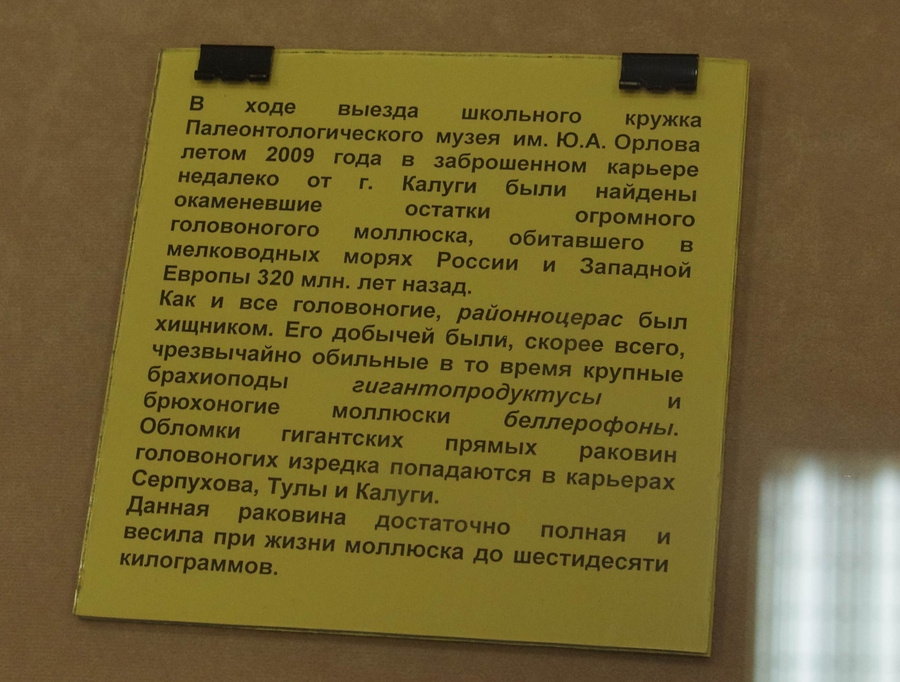 В ходе выезда школьного кружка
Палеонтологического музея им. Ю.А. Орлова
летом 2009 года в заброшенном карьере
недалеко от г. Калуги были найдены
окаменевшие остатки огромного
головоногого моллюска, обитавшего в
мелководных морях России и Западной
Европы 320 млн. лет назад.
Как и все головоногие, районноцерас был
хищником. Его добычей были, скорее всего,
чрезвычайно обильные в то время крупные
брахиоподы гигантопродуктусы и
брюхоногие моллюски беллерофоны.
Обломки гигантских прямых раковин
головоногих изредка попадаются в карьерах
Серпухова, Тулы и Калуги.
Данная раковина достаточно полная и
весила при жизни моллюска до шестидесяти
килограммов.